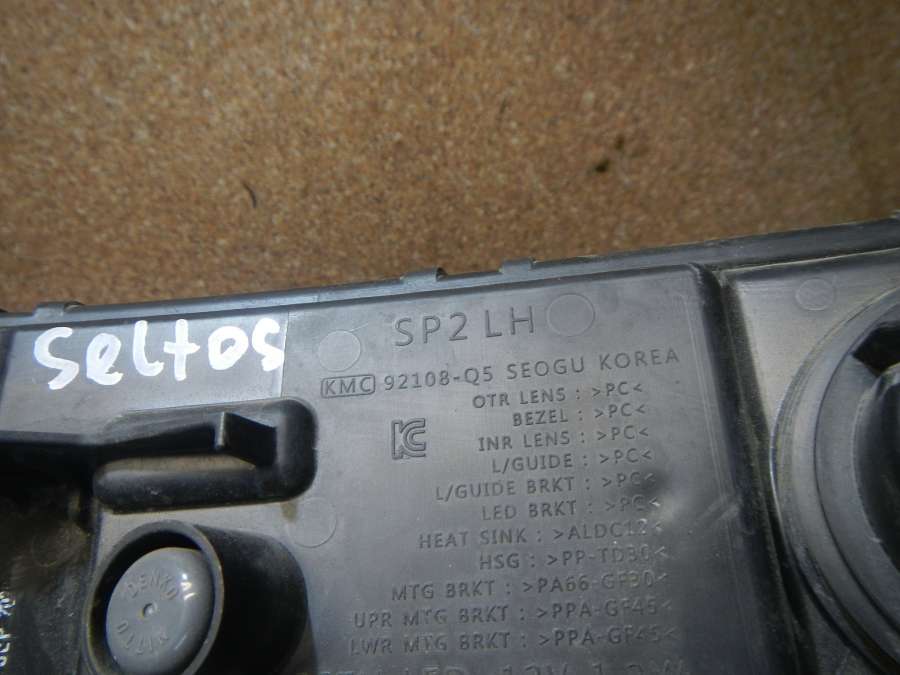 SP2 LH
Seltos
KMC 92108-Q5 SEOGU KOREA
OTR LENS : >PC<
BEZEL : >PC<
INR LENS : >PC<
L/GUIDE : >PC<
L/GUIDE BRKT : >PC<
LED BRKT : >PC<
HEAT SINK : >ALDC12<
HSG : >PP-TD30<
MTG BRKT : >PA66-GF30<
UPR MTG BRKT : >PPA-GF45<
LWR MTG BRKT : >PPA-GF45<
NITTO
DENKO